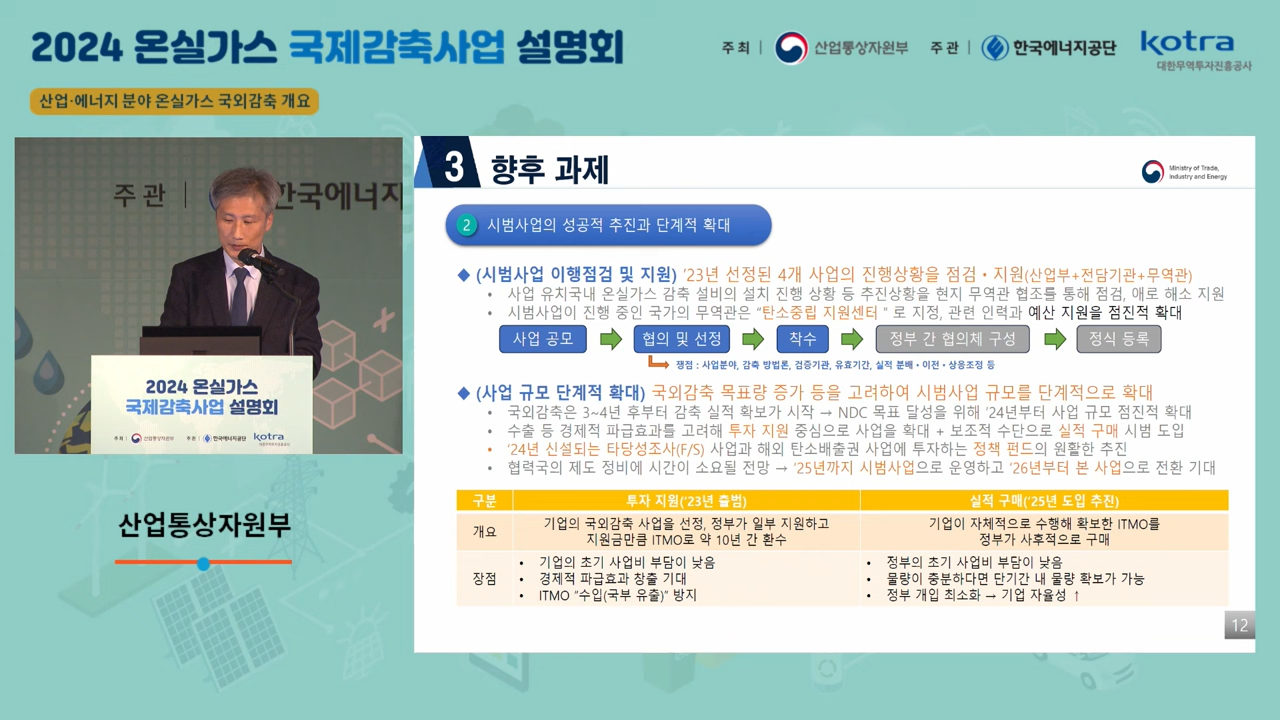 2024 온실가스 국제감축사업 설명회
주 최 | 산업통상자원부 주 관 | 한국에너지공단 kotra
대한무역투자진흥공사
산업·에너지 분야 온실가스 국외감축 개요
주 관 | 한국에너지
2024 온실가스
국제감축사업 설명회
주최 | 산업통상자원부 주관 | 한국에너지공단 kotra
산업통상자원부
3 향후 과제
Ministry of Trade,
Industry and Energy
2 시범사업의 성공적 추진과 단계적 확대
◆ (시범사업 이행점검 및 지원) '23년 선정된 4개 사업의 진행상황을 점검・지원(산업부+전담기관+무역관)
• 사업 유치국내 온실가스 감축 설비의 설치 진행 상황 등 추진상황을 현지 무역관 협조를 통해 점검, 애로 해소 지원
• 시범사업이 진행 중인 국가의 무역관은 “탄소중립 지원센터 " 로 지정, 관련 인력과 예산 지원을 점진적 확대
사업 공모 협의 및 선정 착수 정부 간 협의체 구성 정식 등록
쟁점 : 사업분야, 감축 방법론, 검증기관, 유효기간, 실적 분배・이전・상응조정 등
◆ (사업 규모 단계적 확대) 국외감축 목표량 증가 등을 고려하여 시범사업 규모를 단계적으로 확대
• 국외감축은 3~4년 후부터 감축 실적 확보가 시작 → NDC 목표 달성을 위해 '24년부터 사업 규모 점진적 확대
• 수출 등 경제적 파급효과를 고려해 투자 지원 중심으로 사업을 확대 + 보조적 수단으로 실적 구매 시범 도입
• '24년 신설되는 타당성조사(F/S) 사업과 해외 탄소배출권 사업에 투자하는 정책 펀드의 원활한 추진
• 협력국의 제도 정비에 시간이 소요될 전망 → '25년까지 시범사업으로 운영하고 '26년부터 본 사업으로 전환 기대
구분 투자 지원('23년 출범) 실적 구매('25년 도입 추진)
개요 기업의 국외감축 사업을 선정, 정부가 일부 지원하고 기업이 자체적으로 수행해 확보한 ITMO를
지원금만큼 ITMO로 약 10년 간 환수 정부가 사후적으로 구매
장점 • 기업의 초기 사업비 부담이 낮음 • 정부의 초기 사업비 부담이 낮음
• 경제적 파급효과 창출 기대 • 물량이 충분하다면 단기간 내 물량 확보가 가능
• ITMO “수입(국부 유출)” 방지 • 정부 개입 최소화 → 기업 자율성 ↑
12